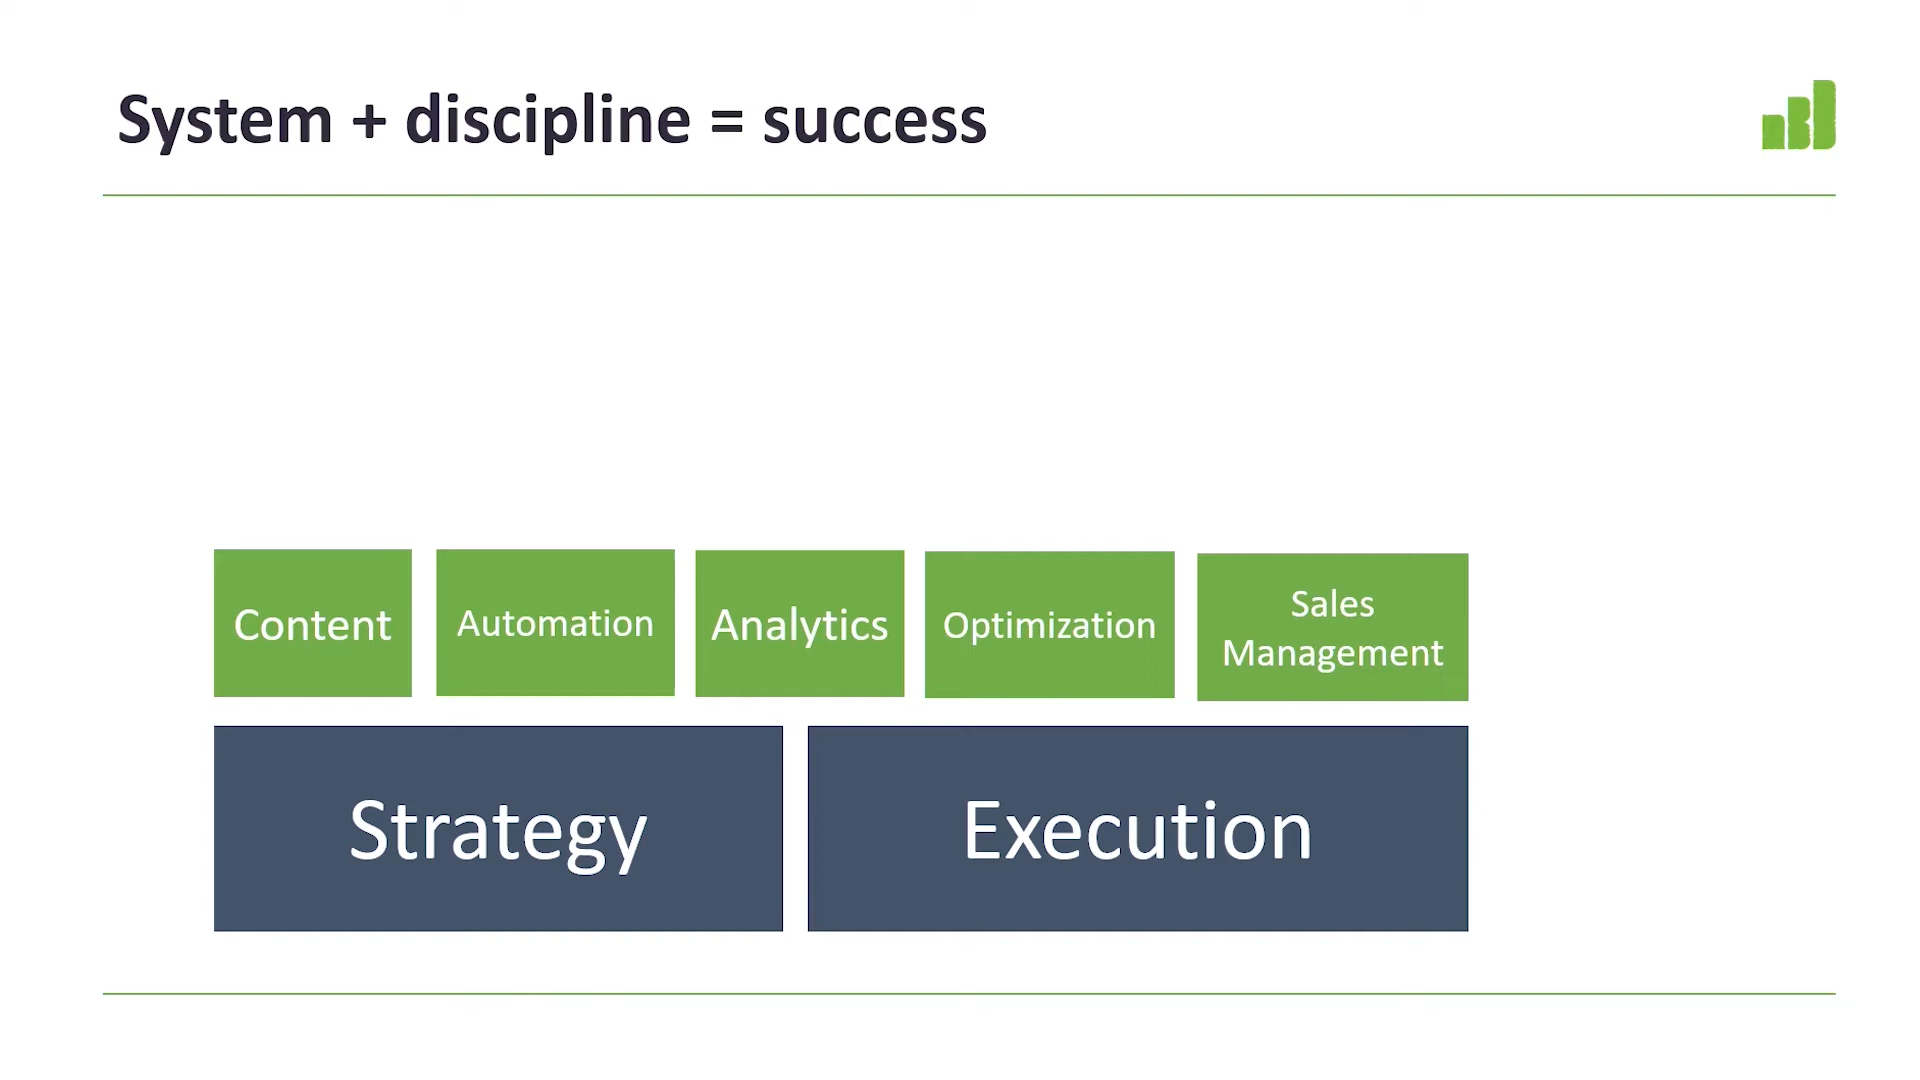 System + discipline = success
Content
Automation
Analytics
Optimization
Sales
Management
Strategy
Execution